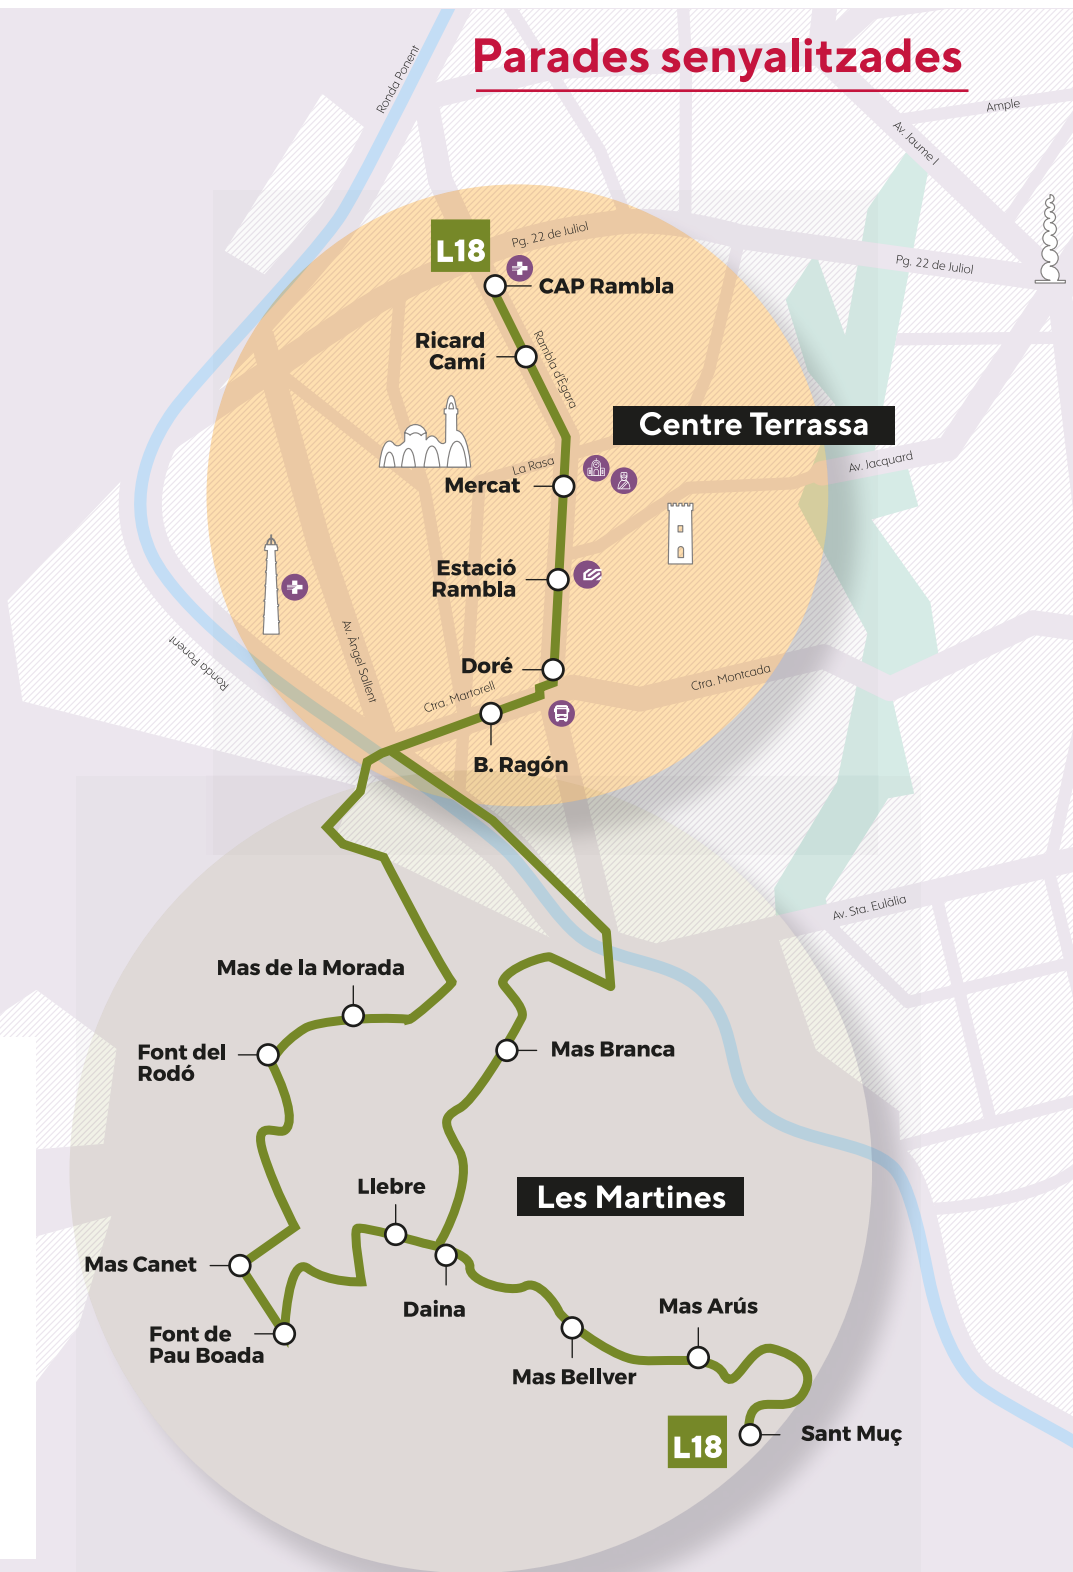 Parades senyalitzades
Ronda Ponent
Ample
Av. Jaume I
L18
Pg. 22 de Juliol
Pg. 22 de Juliol
CAP Rambla
Ricard
Camí
Rambla d'Ègara
Centre Terrassa
La Rasa
Av. Jacquard
Mercat
Estació
Rambla
Ronda Ponent
Av. Àngel Sallent
Doré
Ctra. Montcada
Ctra. Martorell
B. Ragón
Av. Sta. Eulàlia
Mas de la Morada
Font del
Rodó
Mas Branca
Llebre
Les Martines
Mas Canet
Daina
Mas Arús
Font de
Pau Boada
Mas Bellver
L18
Sant Muç